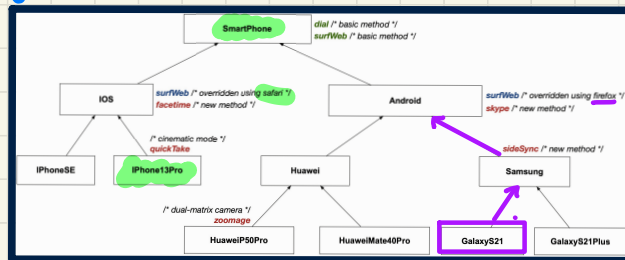 SmartPhone
dial /* basic method */
surfWeb /* basic method */
IOS
surfWeb /* overridden using safari */
facetime /* new method */
Android
surfWeb /* overridden using firefox */
skype /* new method */
/* cinematic mode */
quickTake
sideSync /* new method */
IPhoneSE
IPhone13Pro
Huawei
Samsung
/* dual-matrix camera */
zoomage
HuaweiP50Pro
HuaweiMate40Pro
GalaxyS21
GalaxyS21Plus